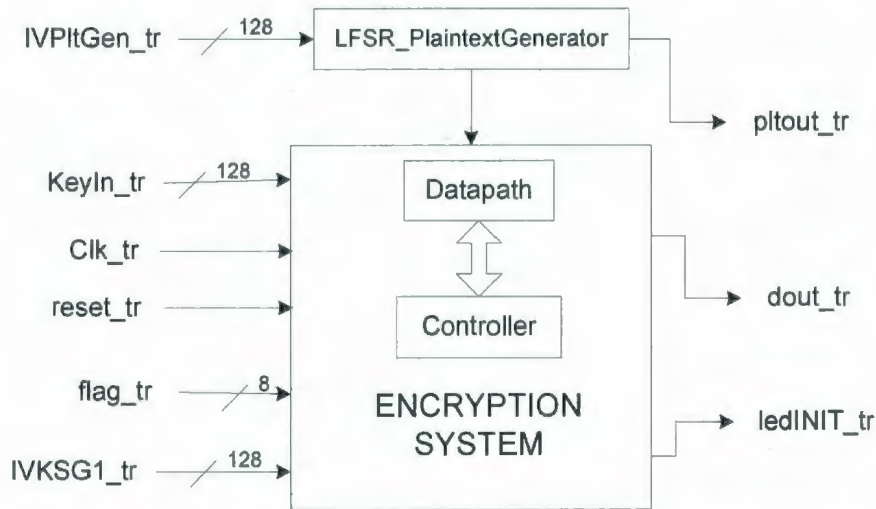 IVPltGen_tr
128
LFSR_PlaintextGenerator
pltout_tr
KeyIn_tr
128
Datapath
Clk_tr
reset_tr
dout_tr
Controller
flag_tr
8
ENCRYPTION
SYSTEM
ledINIT_tr
IVKSG1_tr
128